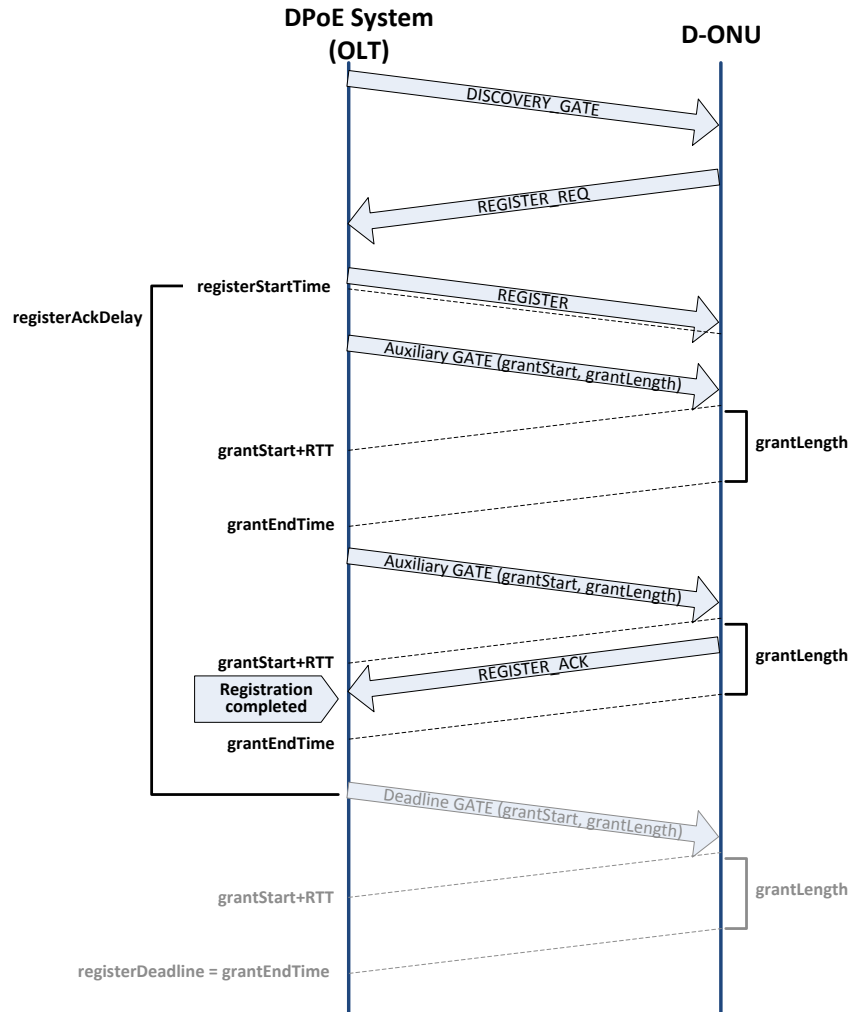 DPoE System
(OLT)
D-ONU
DISCOVERY_GATE
REGISTER_REQ
registerStartTime
REGISTER
registerAckDelay
Auxiliary GATE (grantStart, grantLength)
grantStart+RTT
grantLength
grantEndTime
Auxiliary GATE (grantStart, grantLength)
grantStart+RTT
grantLength
REGISTER_ACK
Registration
completed
grantEndTime
Deadline GATE (grantStart, grantLength)
grantStart+RTT
grantLength
registerDeadline = grantEndTime